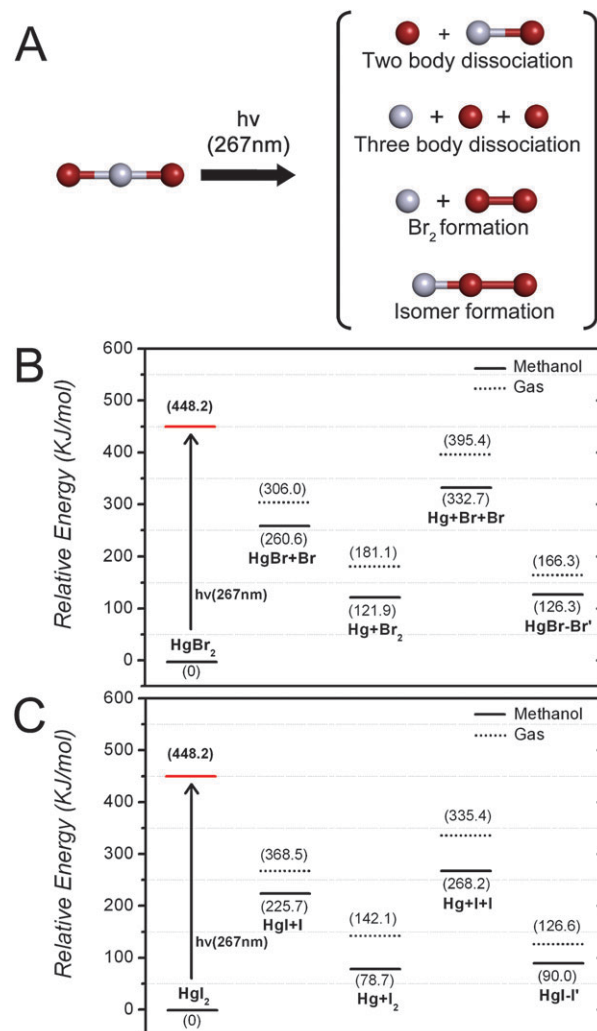 A
hν
(267nm)
+
Two body dissociation
+ +
Three body dissociation
+
Br₂ formation
Isomer formation
B
Relative Energy (KJ/mol)
600
500
400
300
200
100
0
Methanol
Gas
(448.2)
hν(267nm)
HgBr₂
(0)
(306.0)
(260.6)
HgBr+Br
(181.1)
(121.9)
Hg+Br₂
(395.4)
(332.7)
Hg+Br+Br
(166.3)
(126.3)
HgBr-Br'
C
Relative Energy (KJ/mol)
600
500
400
300
200
100
0
Methanol
Gas
(448.2)
hν(267nm)
HgI₂
(0)
(368.5)
(225.7)
HgI+I
(142.1)
(78.7)
Hg+I₂
(335.4)
(268.2)
Hg+I+I
(126.6)
(90.0)
HgI-I'